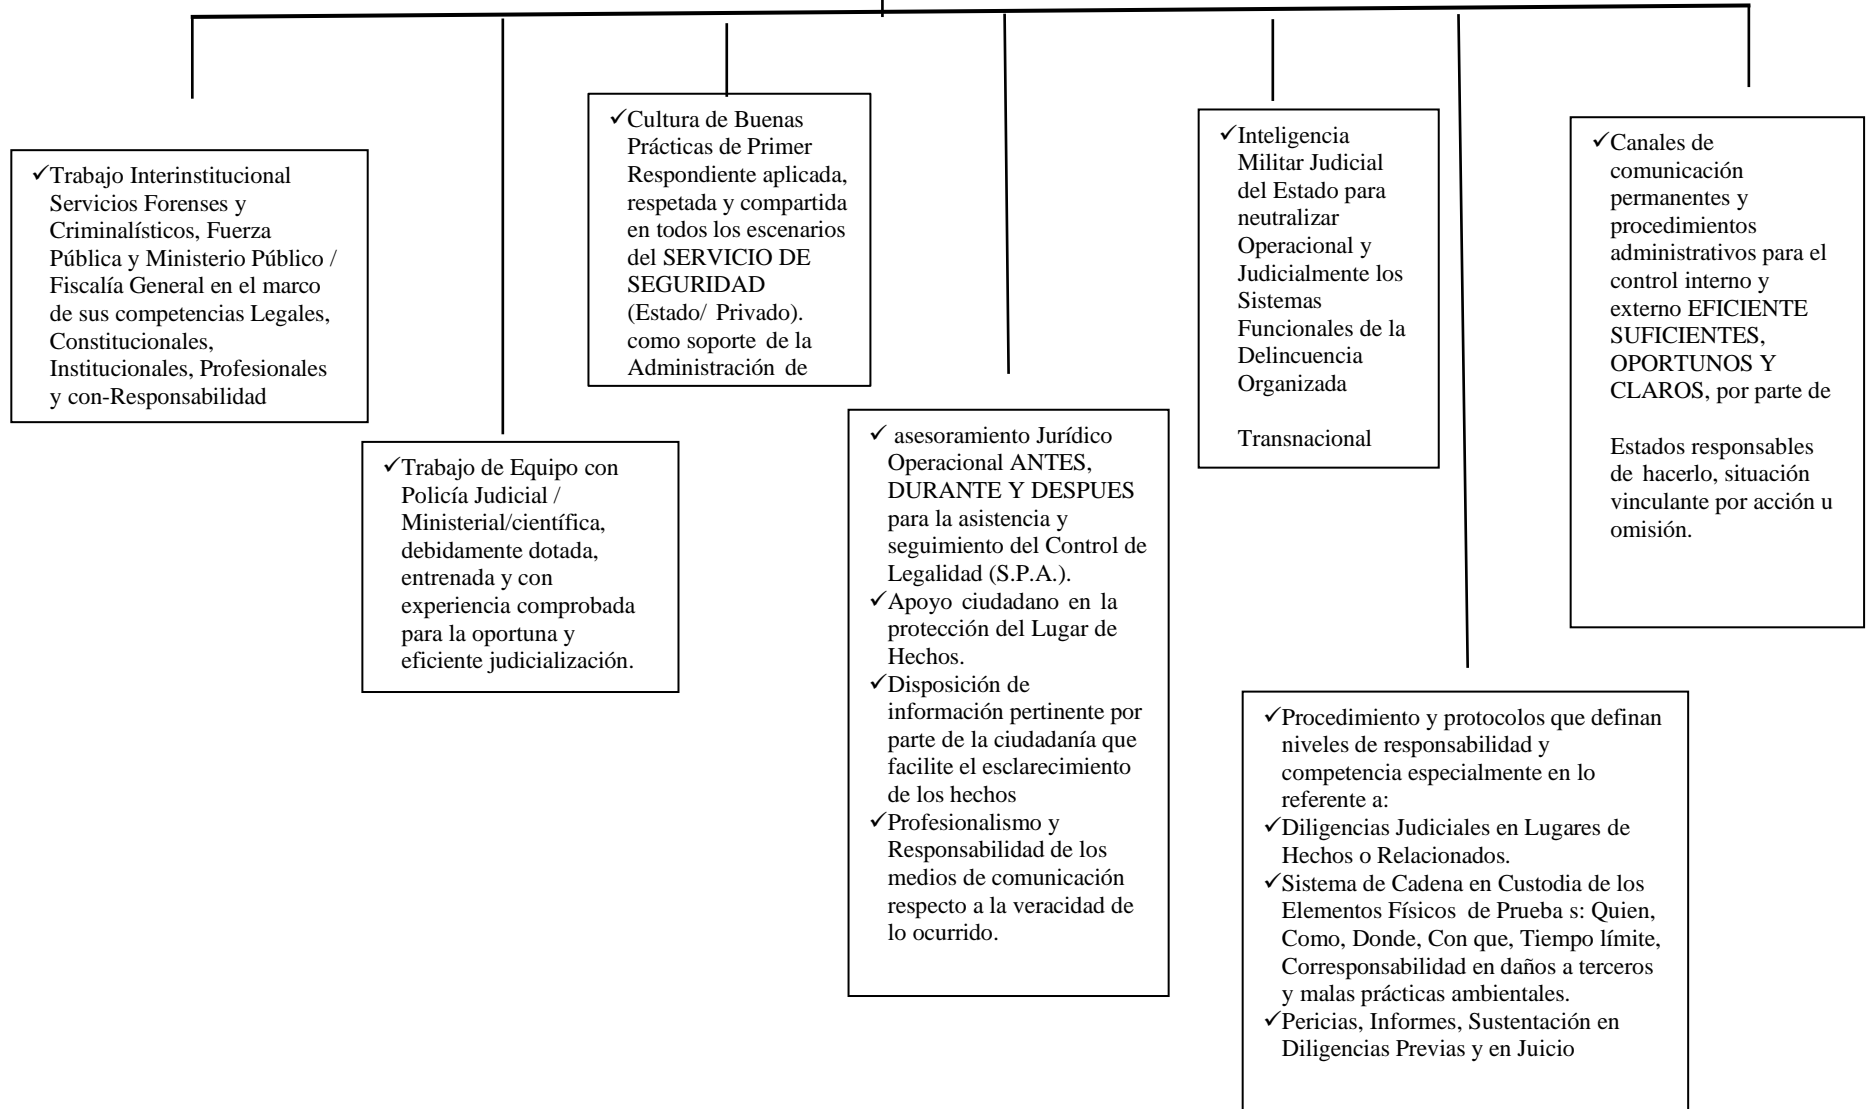 ✓Trabajo Interinstitucional
Servicios Forenses y
Criminalísticos, Fuerza
Pública y Ministerio Público /
Fiscalía General en el marco
de sus competencias Legales,
Constitucionales,
Institucionales, Profesionales
y con-Responsabilidad
✓Trabajo de Equipo con
Policía Judicial /
Ministerial/científica,
debidamente dotada,
entrenada y con
experiencia comprobada
para la oportuna y
eficiente judicialización.
✓Cultura de Buenas
Prácticas de Primer
Respondiente aplicada,
respetada y compartida
en todos los escenarios
del SERVICIO DE
SEGURIDAD
(Estado/ Privado).
como soporte de la
Administración de
✓ asesoramiento Jurídico
Operacional ANTES,
DURANTE Y DESPUES
para la asistencia y
seguimiento del Control de
Legalidad (S.P.A.).
✓Apoyo ciudadano en la
protección del Lugar de
Hechos.
✓Disposición de
información pertinente por
parte de la ciudadanía que
facilite el esclarecimiento
de los hechos
✓Profesionalismo y
Responsabilidad de los
medios de comunicación
respecto a la veracidad de
lo ocurrido.
✓Inteligencia
Militar Judicial
del Estado para
neutralizar
Operacional y
Judicialmente los
Sistemas
Funcionales de la
Delincuencia
Organizada
Transnacional
✓Procedimiento y protocolos que definan
niveles de responsabilidad y
competencia especialmente en lo
referente a:
✓Diligencias Judiciales en Lugares de
Hechos o Relacionados.
✓Sistema de Cadena en Custodia de los
Elementos Físicos de Prueba s: Quien,
Como, Donde, Con que, Tiempo límite,
Corresponsabilidad en daños a terceros
y malas prácticas ambientales.
✓Pericias, Informes, Sustentación en
Diligencias Previas y en Juicio
✓Canales de
comunicación
permanentes y
procedimientos
administrativos para el
control interno y
externo EFICIENTE
SUFICIENTES,
OPORTUNOS Y
CLAROS, por parte de
Estados responsables
de hacerlo, situación
vinculante por acción u
omisión.